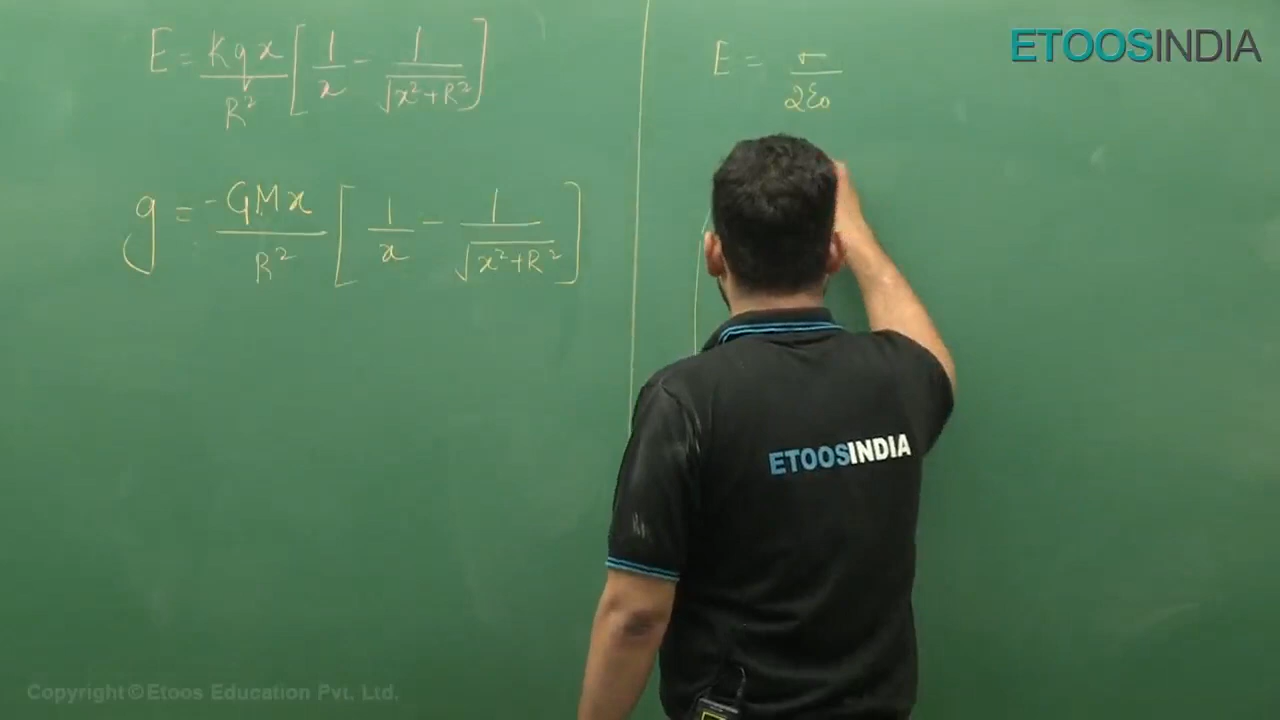 ETOOSINDIA
E = Kqx/R² [1/x - 1/√x²+R²]
g = -GMx/R² [1/x - 1/√x²+R²]
E = σ/2ε₀
ETOOSINDIA
Copyright © Etoos Education Pvt. Ltd.